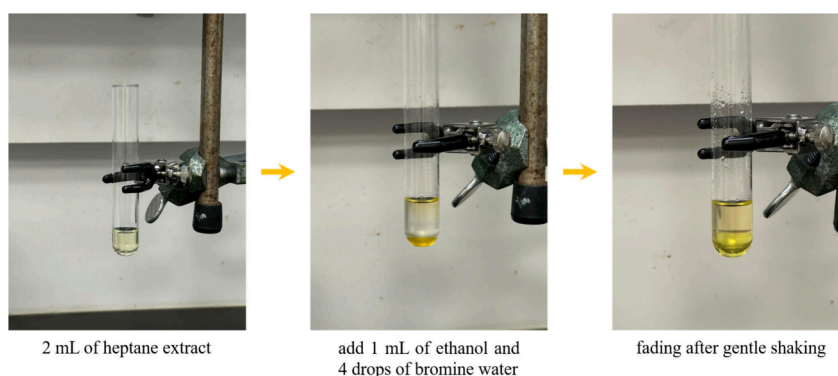 2 mL of heptane extract
add 1 mL of ethanol and
4 drops of bromine water
fading after gentle shaking